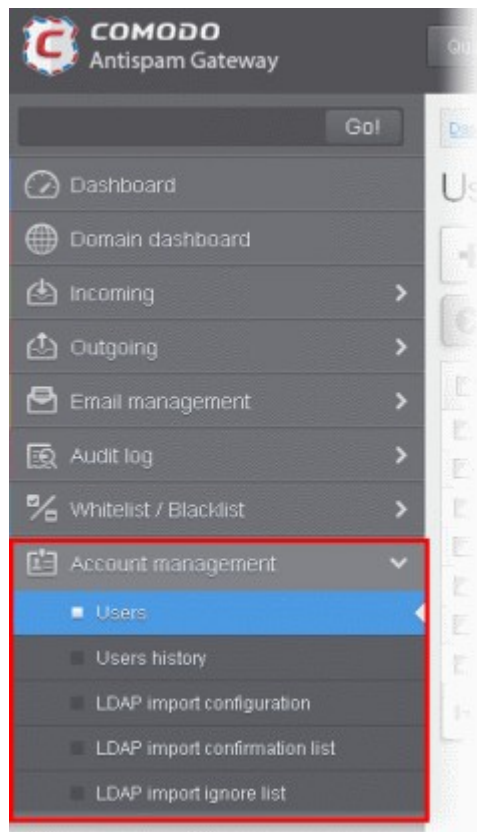 COMODO
Antispam Gateway
Go!
Dashboard
Domain dashboard
Incoming
Outgoing
Email management
Audit log
Whitelist / Blacklist
Account management
Users
Users history
LDAP import configuration
LDAP import confirmation list
LDAP import ignore list